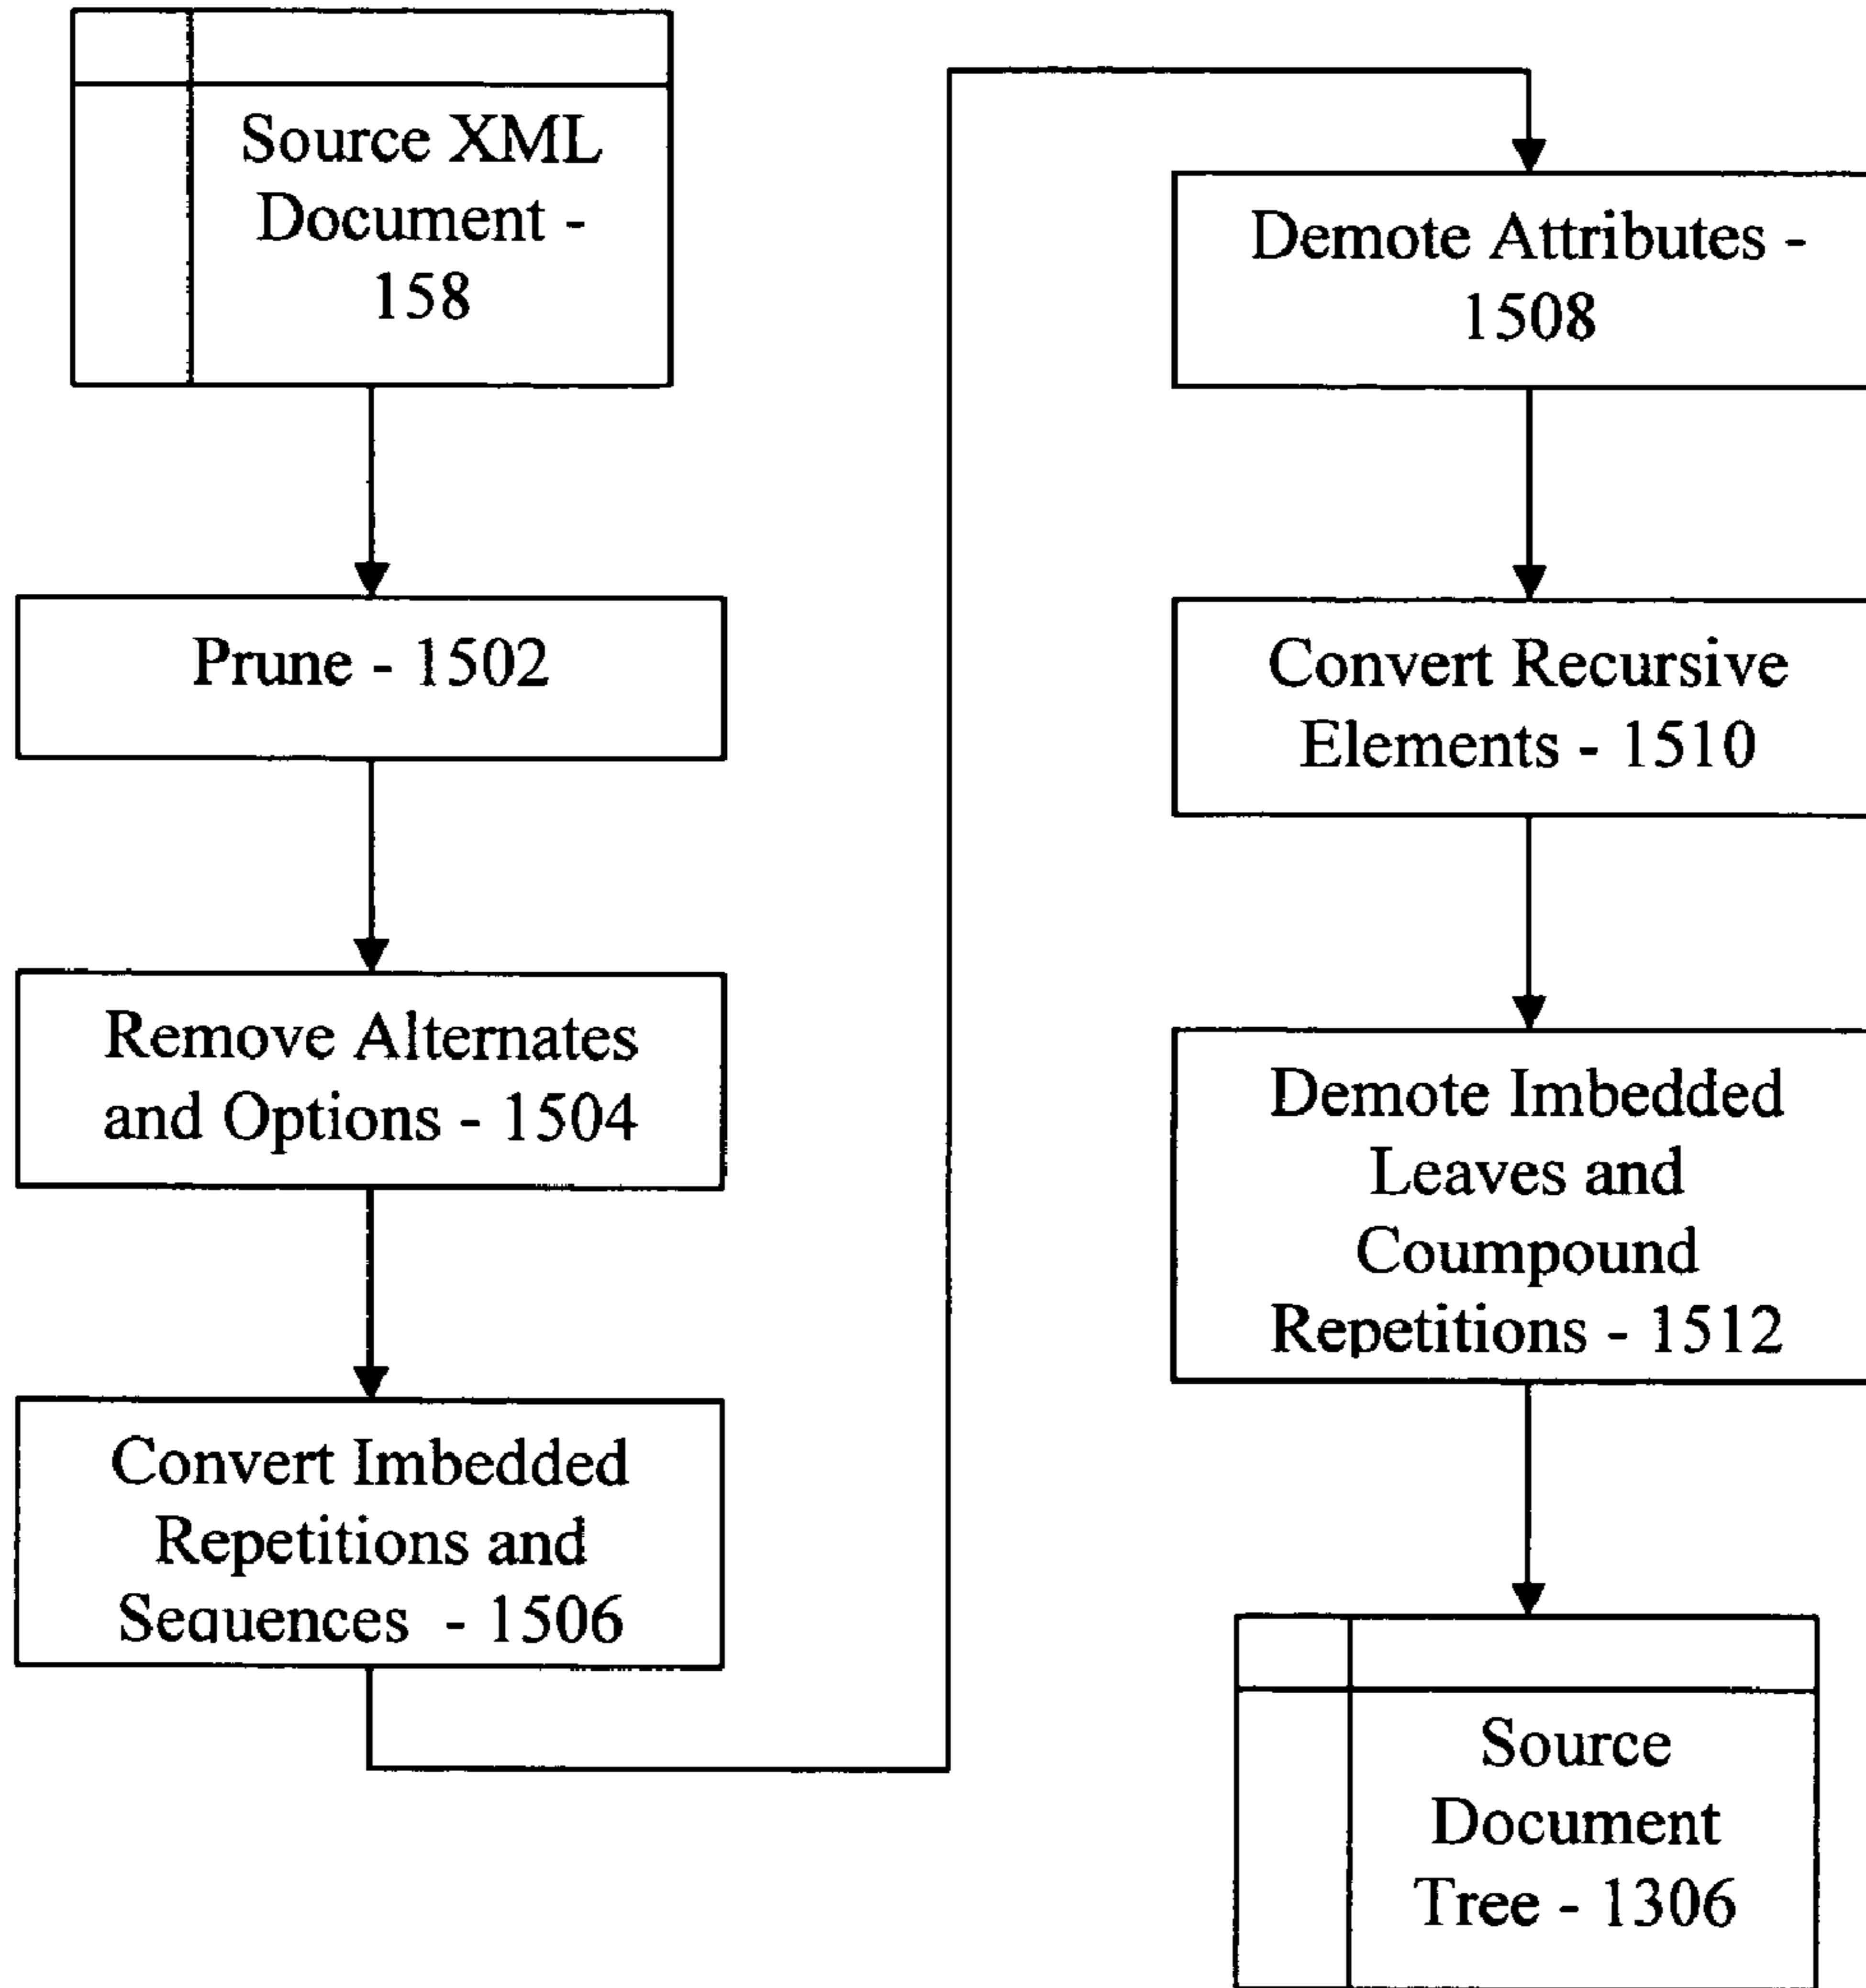 Source XML
Document -
158
Prune - 1502
Remove Alternates
and Options - 1504
Convert Imbedded
Repetitions and
Sequences - 1506
Demote Attributes -
1508
Convert Recursive
Elements - 1510
Demote Imbedded
Leaves and
Coumpound
Repetitions - 1512
Source
Document
Tree - 1306